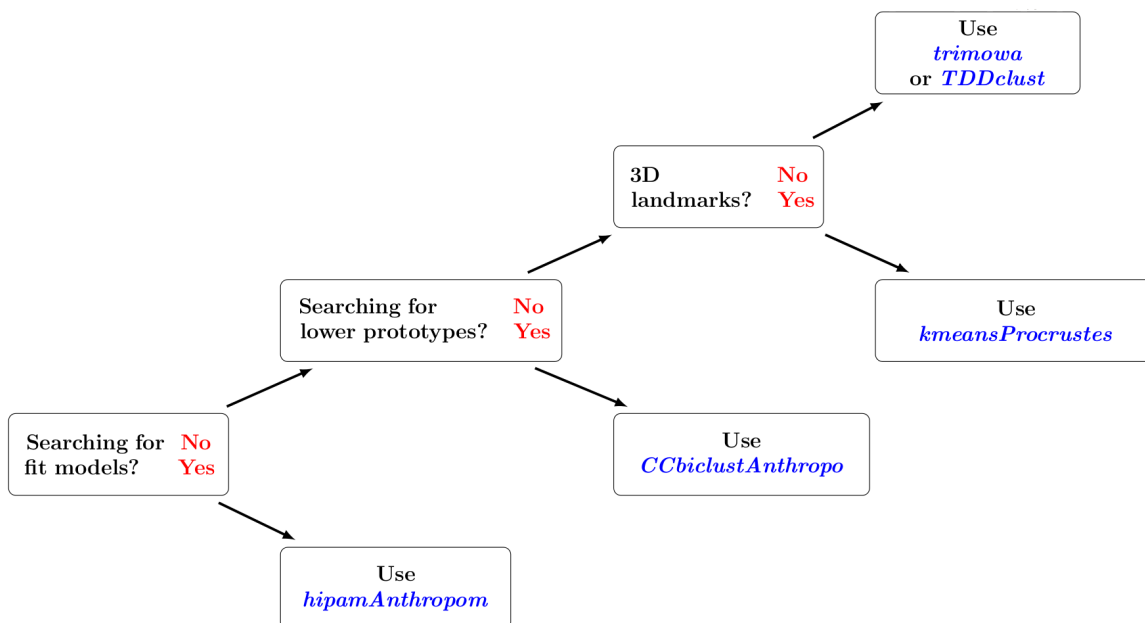 Use
trimowa
or TDDclust
3D No
landmarks? Yes
Searching for No
lower prototypes? Yes
Use
kmeansProcrustes
Searching for No
fit models? Yes
Use
CCbiclustAnthropo
Use
hipamAnthropom